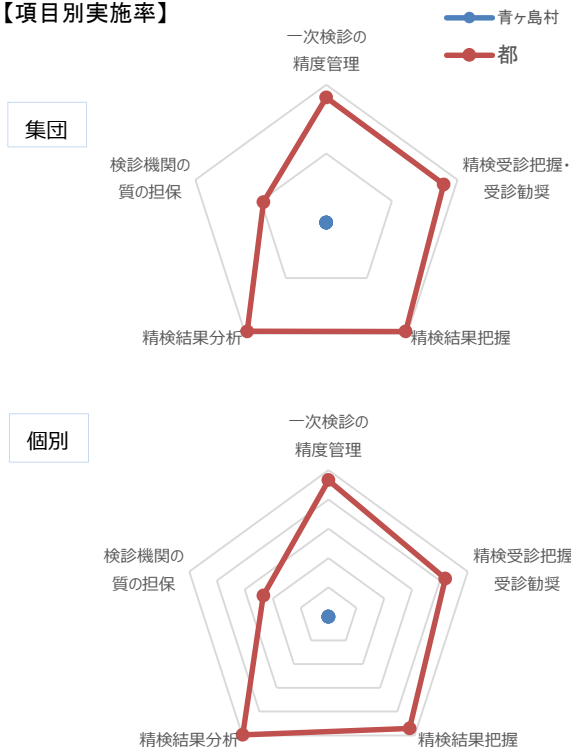 【項目別実施率】
青ヶ島村
都
集団
一次検診の
精度管理
精検受診把握・
受診勧奨
精検結果把握
精検結果分析
検診機関の
質の担保
個別
一次検診の
精度管理
精検受診把握
受診勧奨
精検結果把握
精検結果分析
検診機関の
質の担保